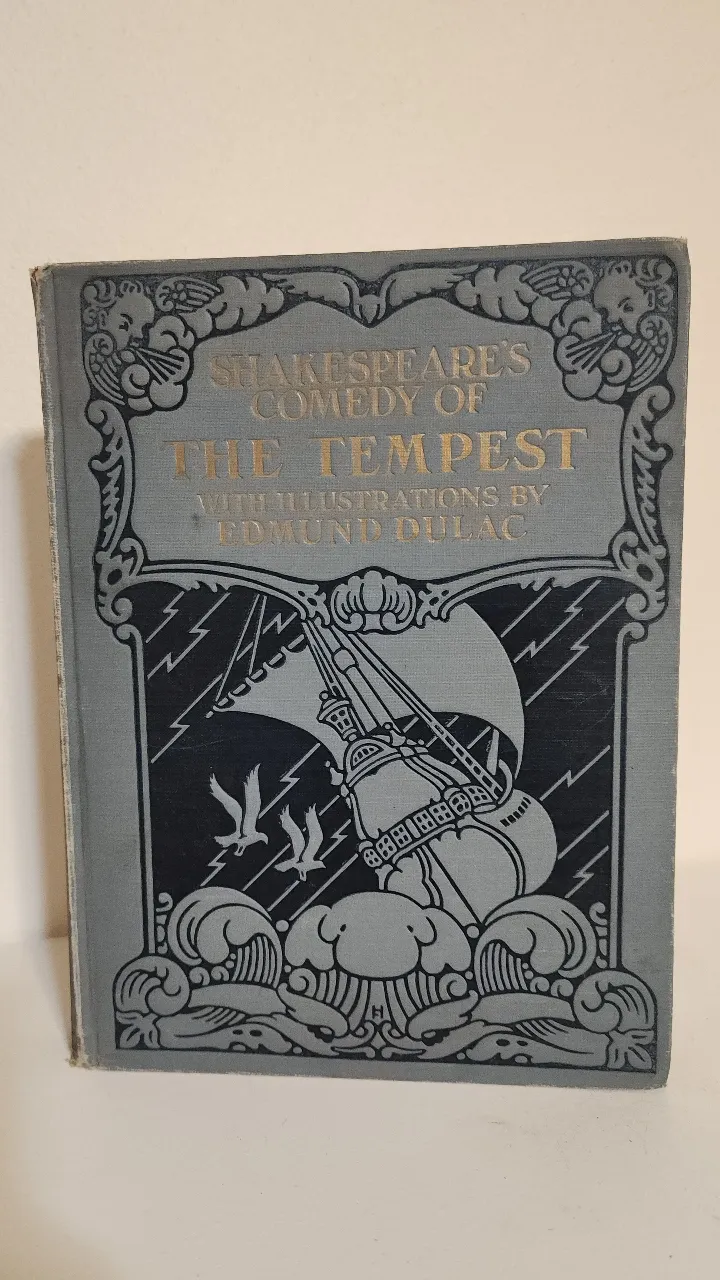 SHAKESPEARE'S
COMEDY OF
THE TEMPEST
WITH ILLUSTRATIONS BY
EDMUND DULAC
H